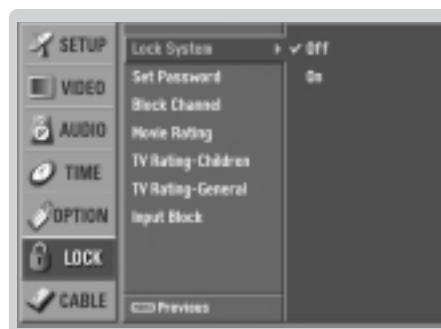 SETUP
VIDEO
AUDIO
TIME
OPTION
LOCK
CABLE
Lock System
Set Password
Block Channel
Movie Rating
TV Rating-Children
TV Rating-General
Input Block
Previous
Off
On